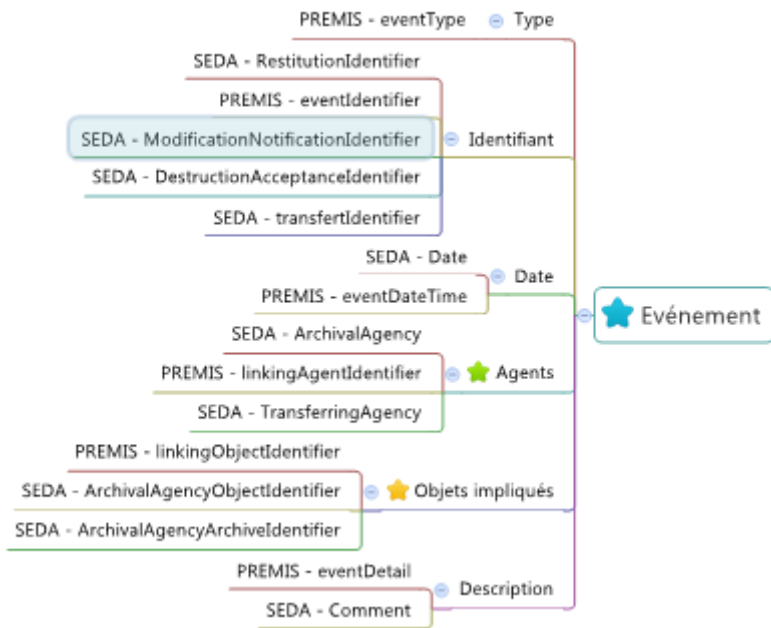 PREMIS - eventType
Type
SEDA - RestitutionIdentifier
PREMIS - eventIdentifier
SEDA - ModificationNotificationIdentifier
Identifiant
SEDA - DestructionAcceptanceIdentifier
SEDA - transfertIdentifier
SEDA - Date
Date
PREMIS - eventDateTime
Evénement
SEDA - ArchivalAgency
PREMIS - linkingAgentIdentifier
Agents
SEDA - TransferringAgency
PREMIS - linkingObjectIdentifier
SEDA - ArchivalAgencyObjectIdentifier
Objets impliqués
SEDA - ArchivalAgencyArchiveIdentifier
PREMIS - eventDetail
Description
SEDA - Comment